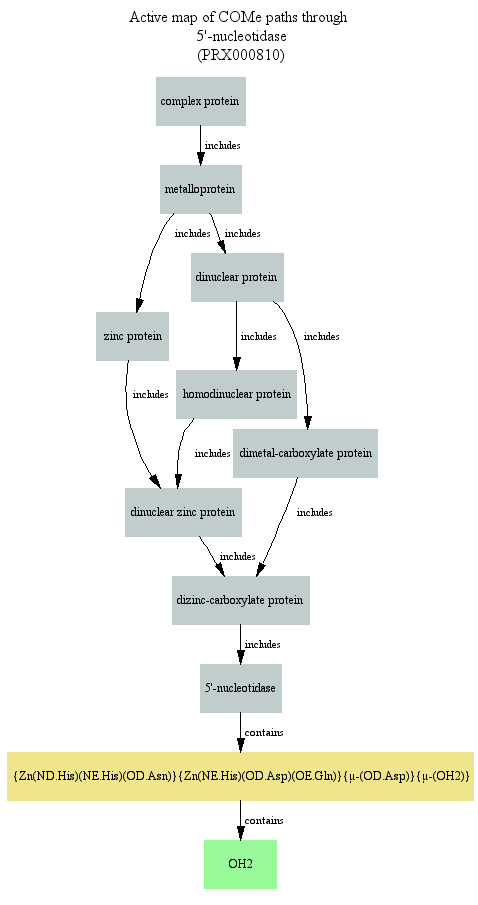 Active map of COMe paths through
5'-nucleotidase
(PRX000810)
complex protein
includes
metalloprotein
includes
includes
dinuclear protein
zinc protein
includes
includes
includes
homodinuclear protein
includes
dimetal-carboxylate protein
dinuclear zinc protein
includes
includes
dizinc-carboxylate protein
includes
5'-nucleotidase
contains
{Zn(ND.His)(NE.His)(OD.Asn)}{Zn(NE.His)(OD.Asp)(OE.Gln)}{μ-(OD.Asp)}{μ-(OH2)}
contains
OH2